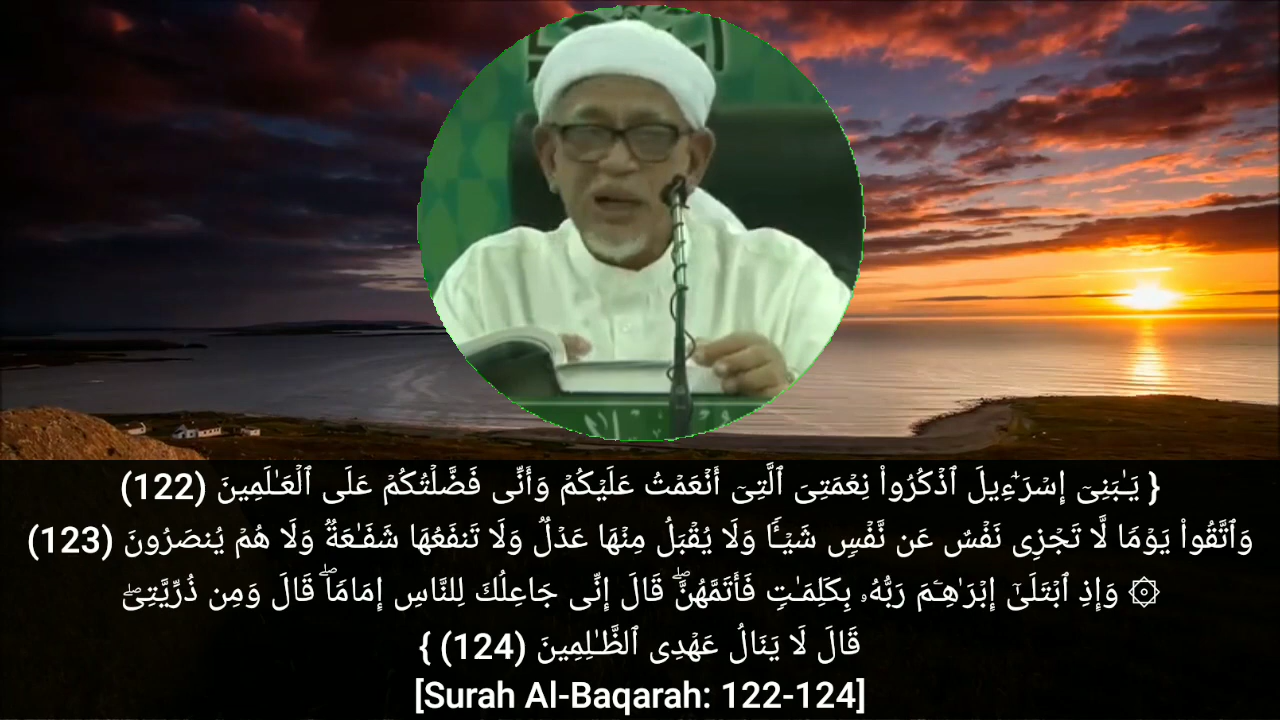 { يَـٰبَنِىٓ إِسْرَٰٓءِيلَ ٱذْكُرُوا۟ نِعْمَتِىَ ٱلَّتِىٓ أَنْعَمْتُ عَلَيْكُمْ وَأَنِّى فَضَّلْتُكُمْ عَلَى ٱلْعَـٰلَمِينَ (122)
وَٱتَّقُوا۟ يَوْمًا لَّا تَجْزِى نَفْسٌ عَن نَّفْسٍ شَيْـًٔا وَلَا يُقْبَلُ مِنْهَا عَدْلٌ وَلَا تَنفَعُهَا شَفَـٰعَةٌ وَلَا هُمْ يُنصَرُونَ (123)
۞ وَإِذِ ٱبْتَلَىٰٓ إِبْرَٰهِـۧمَ رَبُّهُۥ بِكَلِمَـٰتٍ فَأَتَمَّهُنَّ ۖ قَالَ إِنِّى جَاعِلُكَ لِلنَّاسِ إِمَامًا ۖ قَالَ وَمِن ذُرِّيَّتِى ۖ
قَالَ لَا يَنَالُ عَهْدِى ٱلظَّـٰلِمِينَ (124) }
[Surah Al-Baqarah: 122-124]